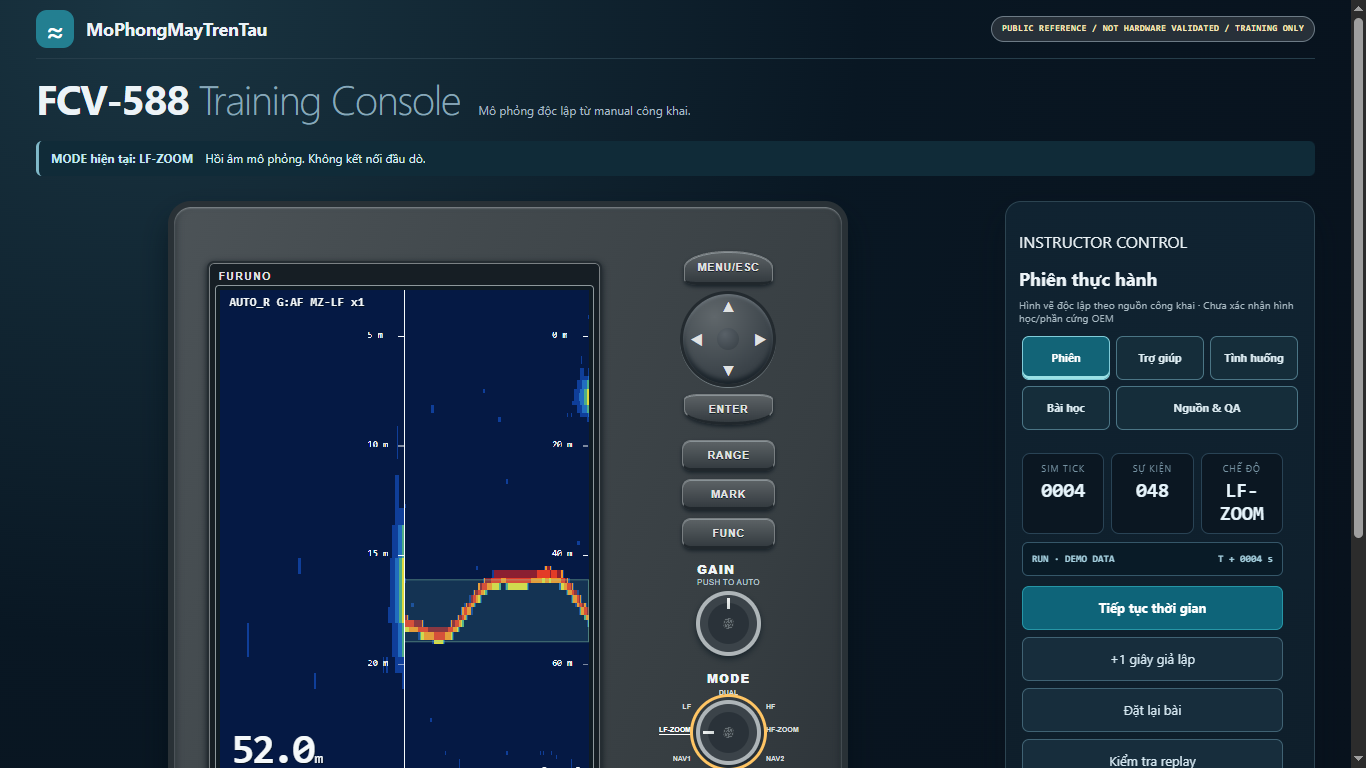 ≈
MoPhongMayTrenTau
PUBLIC REFERENCE / NOT HARDWARE VALIDATED / TRAINING ONLY
FCV-588 Training Console Mô phỏng độc lập từ manual công khai.
MODE hiện tại: LF-ZOOM Hồi âm mô phỏng. Không kết nối đầu dò.
FURUNO
AUTO_R G:AF MZ-LF x1
5 m
0 m
10 m
20 m
15 m
40 m
20 m
60 m
52.0m
MENU/ESC
ENTER
RANGE
MARK
FUNC
GAIN
PUSH TO AUTO
MODE
DUAL
LF
HF
LF-ZOOM
HF-ZOOM
NAV1
NAV2
INSTRUCTOR CONTROL
Phiên thực hành
Hình vẽ độc lập theo nguồn công khai · Chưa xác nhận hình
học/phần cứng OEM
Phiên
Trợ giúp
Tình huống
Bài học
Nguồn & QA
SIM TICK
0004
SỰ KIỆN
048
CHẾ ĐỘ
LF-
ZOOM
RUN · DEMO DATA
T + 0004 s
Tiếp tục thời gian
+1 giây giả lập
Đặt lại bài
Kiểm tra replay